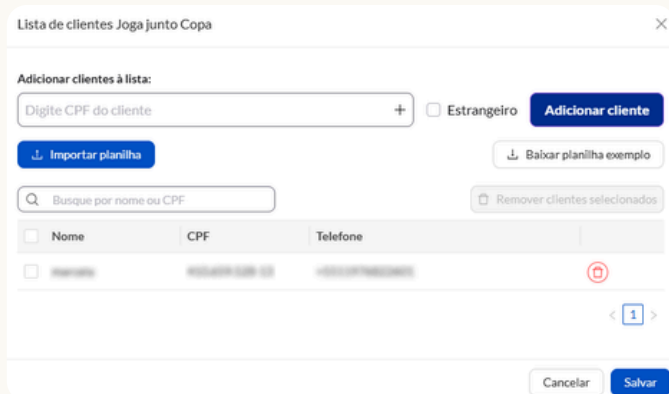 Lista de clientes Joga junto Copa
Adicionar clientes à lista:
Digite CPF do cliente
Estrangeiro
Adicionar cliente
Importar planilha
Baixar planilha exemplo
Busque por nome ou CPF
Remover clientes selecionados
Nome CPF Telefone
1
Cancelar Salvar